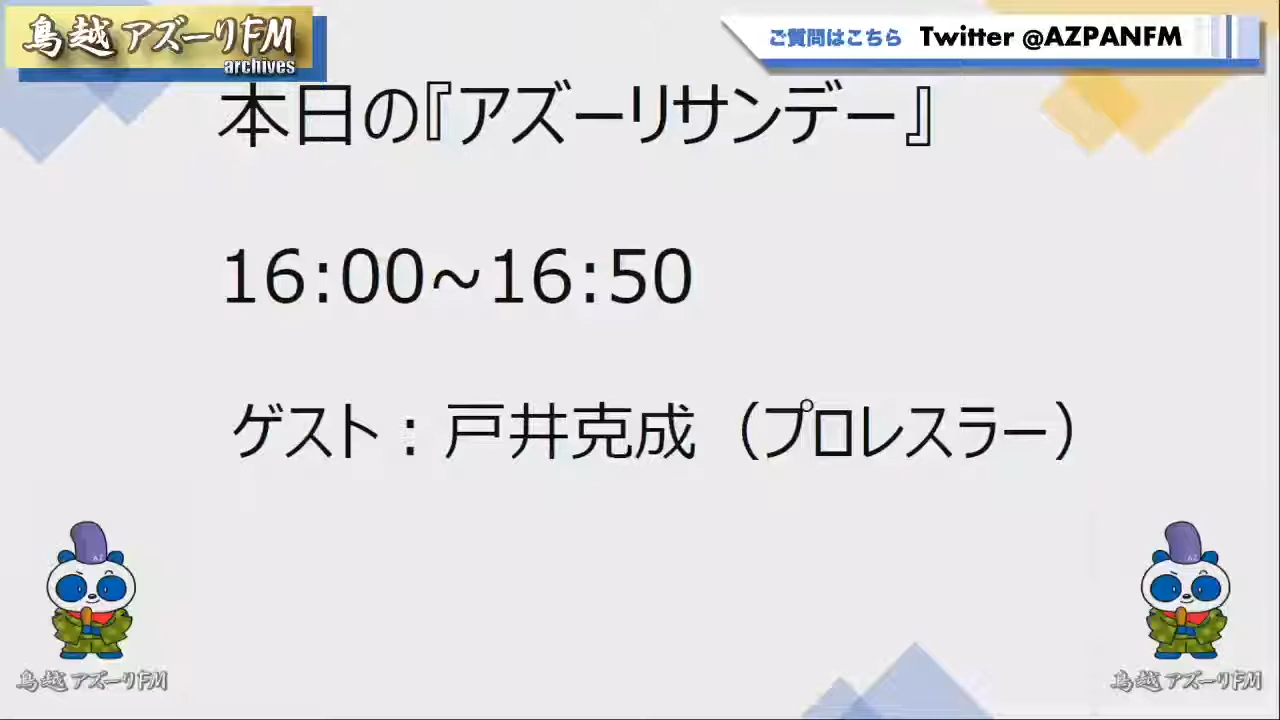 鳥越アズーリFM
archives
ご質問はこちら Twitter @AZPANFM
本日の『アズーリサンデー』
16:00~16:50
ゲスト：戸井克成（プロレスラー）
AZ
鳥越アズーリFM
AZ
鳥越アズーリFM